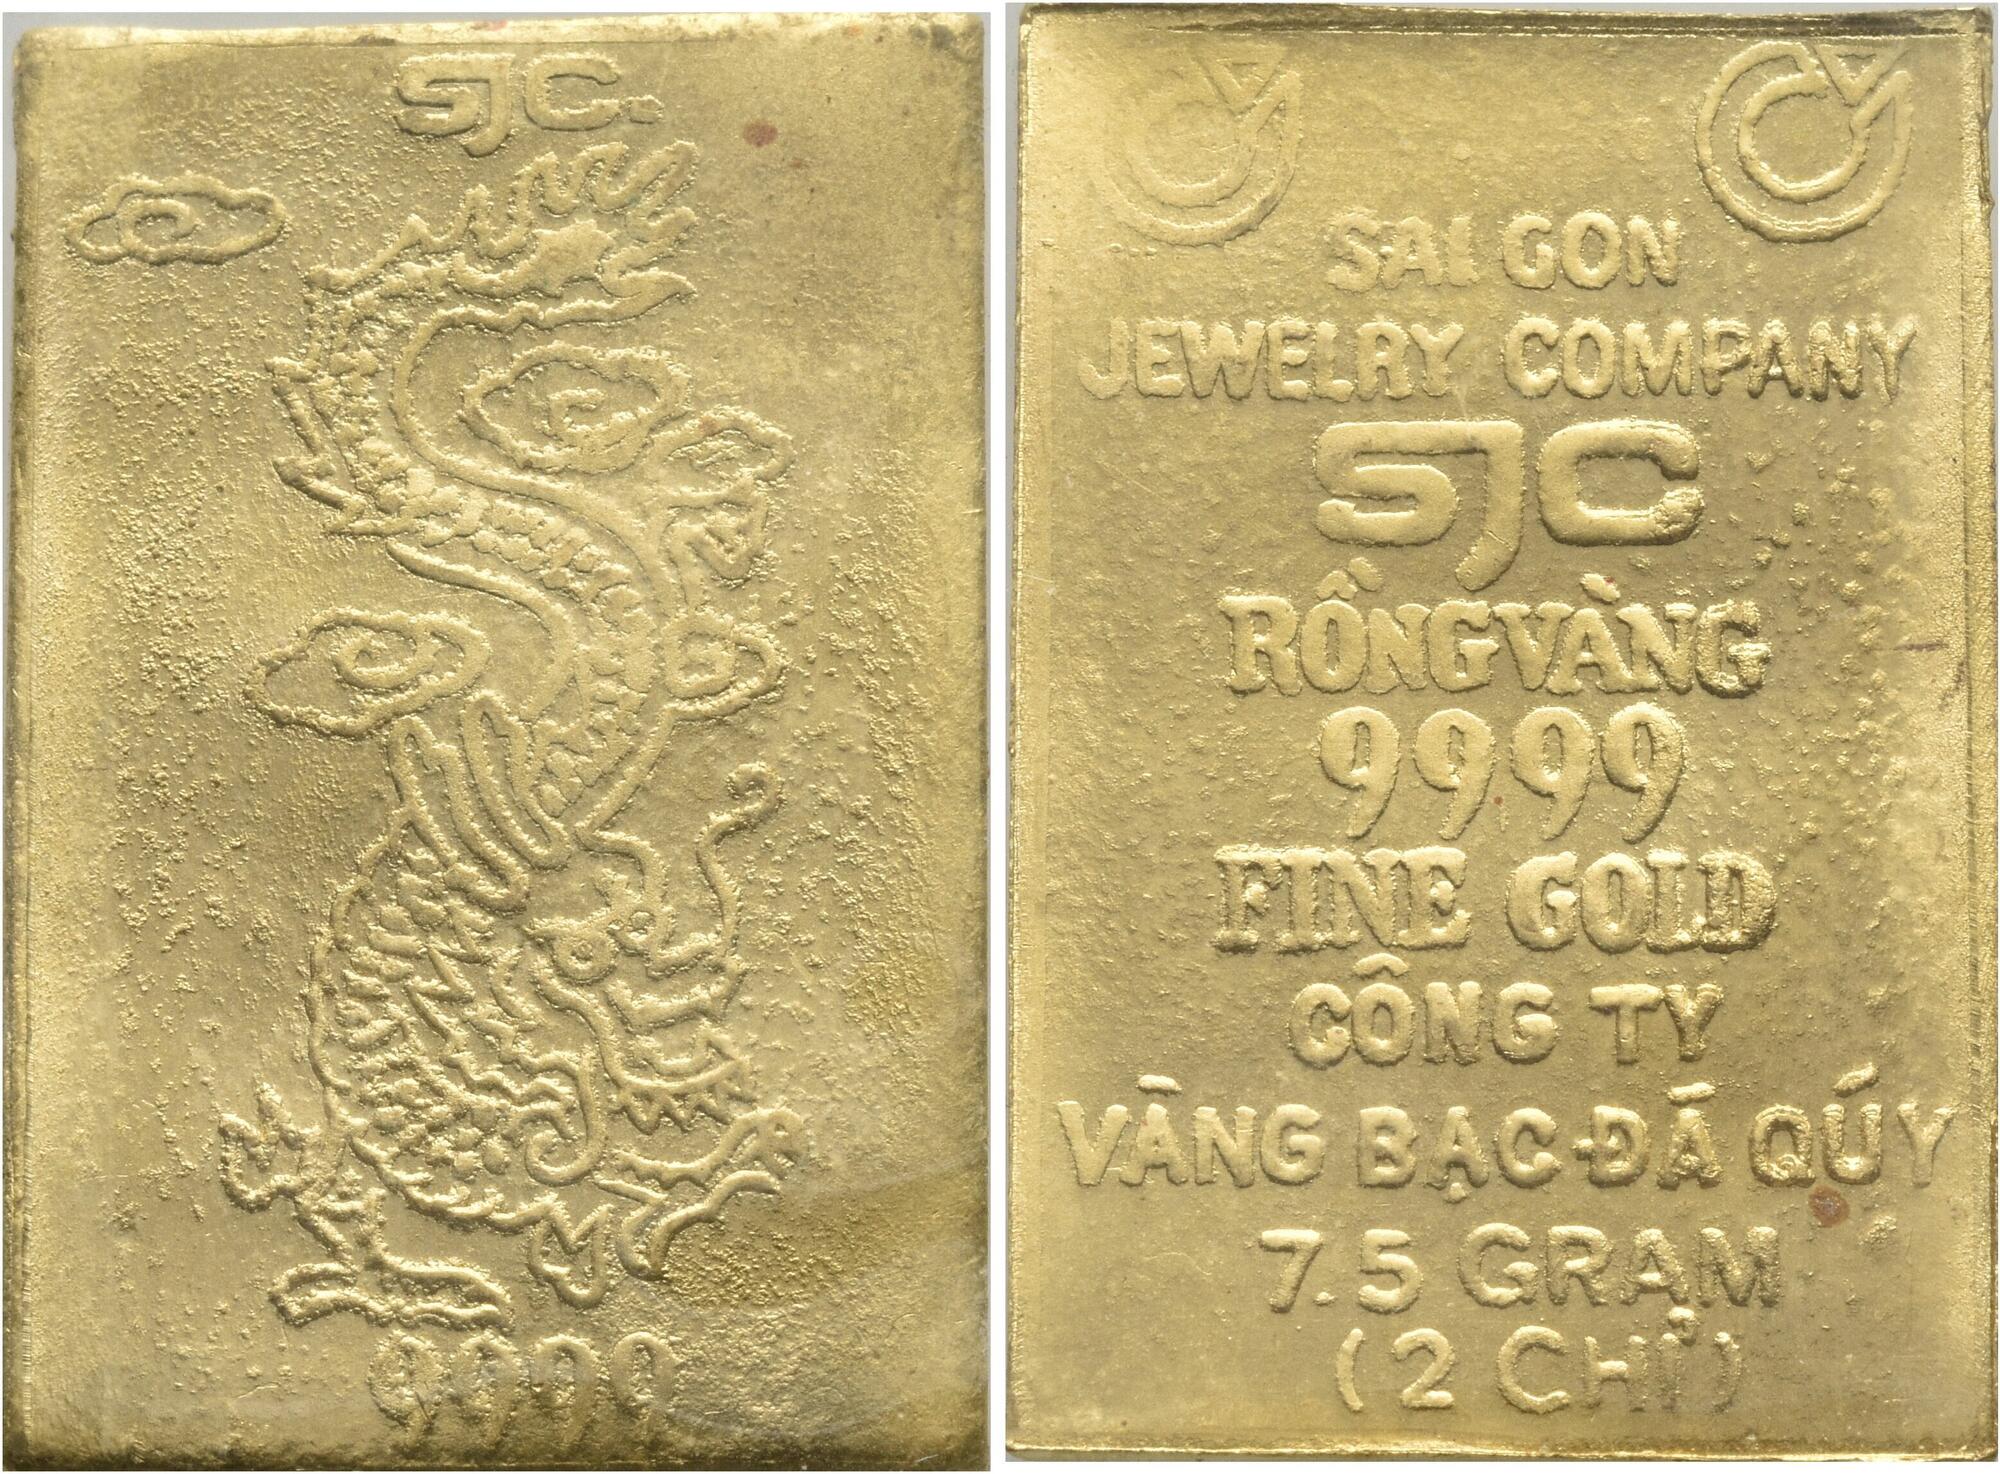 SJC.
9999
SAI GON
JEWELRY COMPANY
SJC
RỒNG VÀNG
9999
FINE GOLD
CÔNG TY
VÀNG BẠC-ĐÁ QÚY
7.5 GRAM
(2 CHỈ)